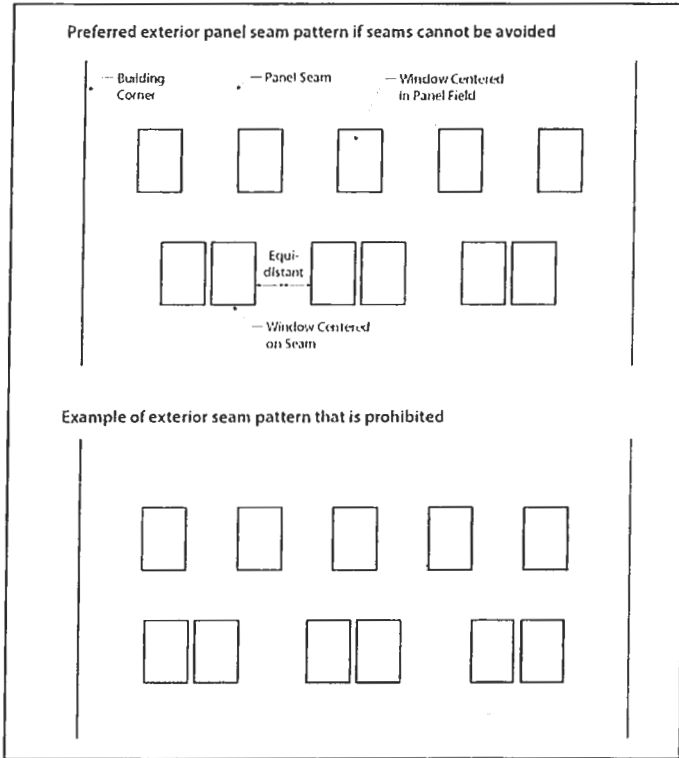 Preferred exterior panel seam pattern if seams cannot be avoided
Building
Corner
Panel Seam
Window Centered
in Panel Field
Equi-
distant
Window Centered
on Seam
Example of exterior seam pattern that is prohibited